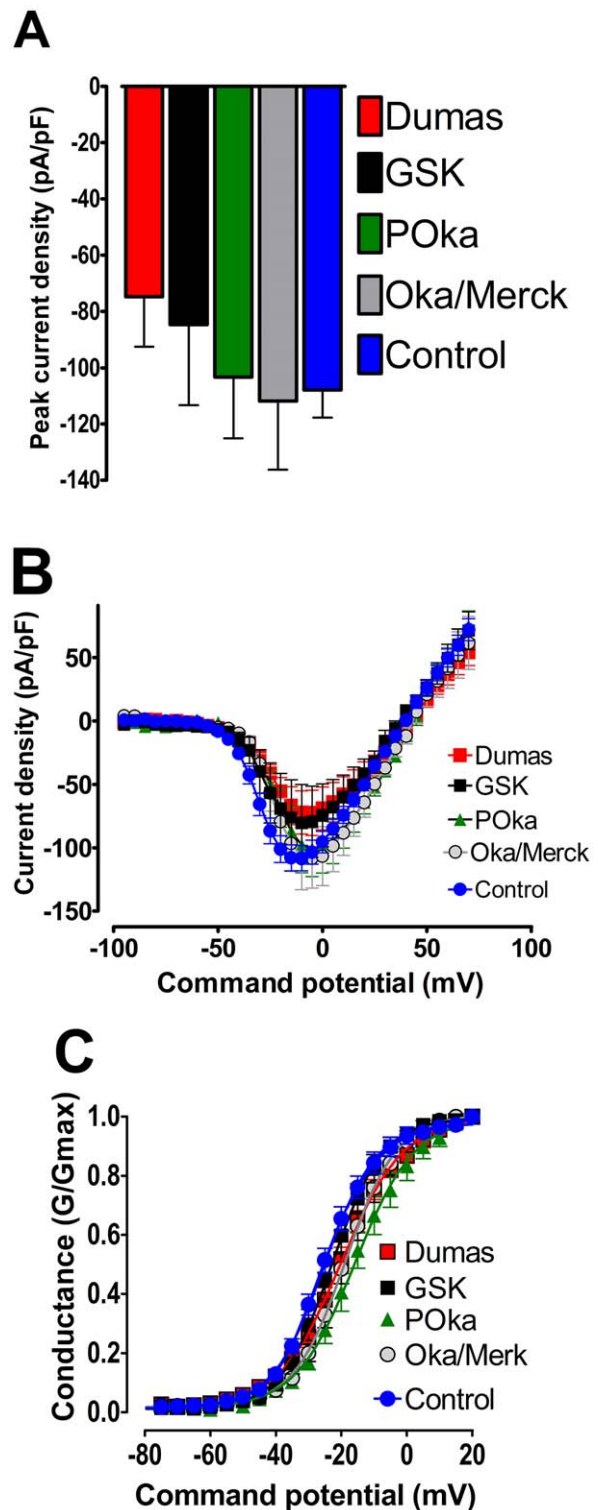 A
Peak current density (pA/pF)
0
-20
-40
-60
-80
-100
-120
-140
Dumas
GSK
POka
Oka/Merck
Control
B
Current density (pA/pF)
50
0
-50
-100
-150
-100
-50
0
50
100
Command potential (mV)
Dumas
GSK
POka
Oka/Merck
Control
C
Conductance (G/Gmax)
1.0
0.8
0.6
0.4
0.2
0.0
-80
-60
-40
-20
0
20
Command potential (mV)
Dumas
GSK
POka
Oka/Merk
Control